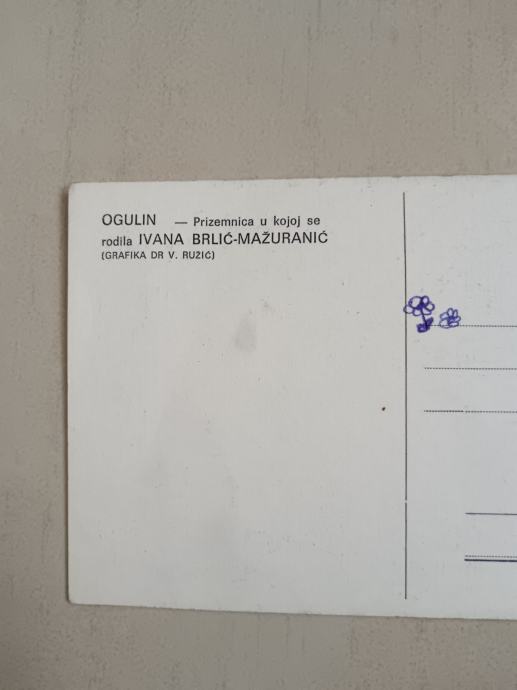 OGULIN — Prizemnica u kojoj se
rodila IVANA BRLIĆ-MAŽURANIĆ
(GRAFIKA DR V. RUŽIĆ)